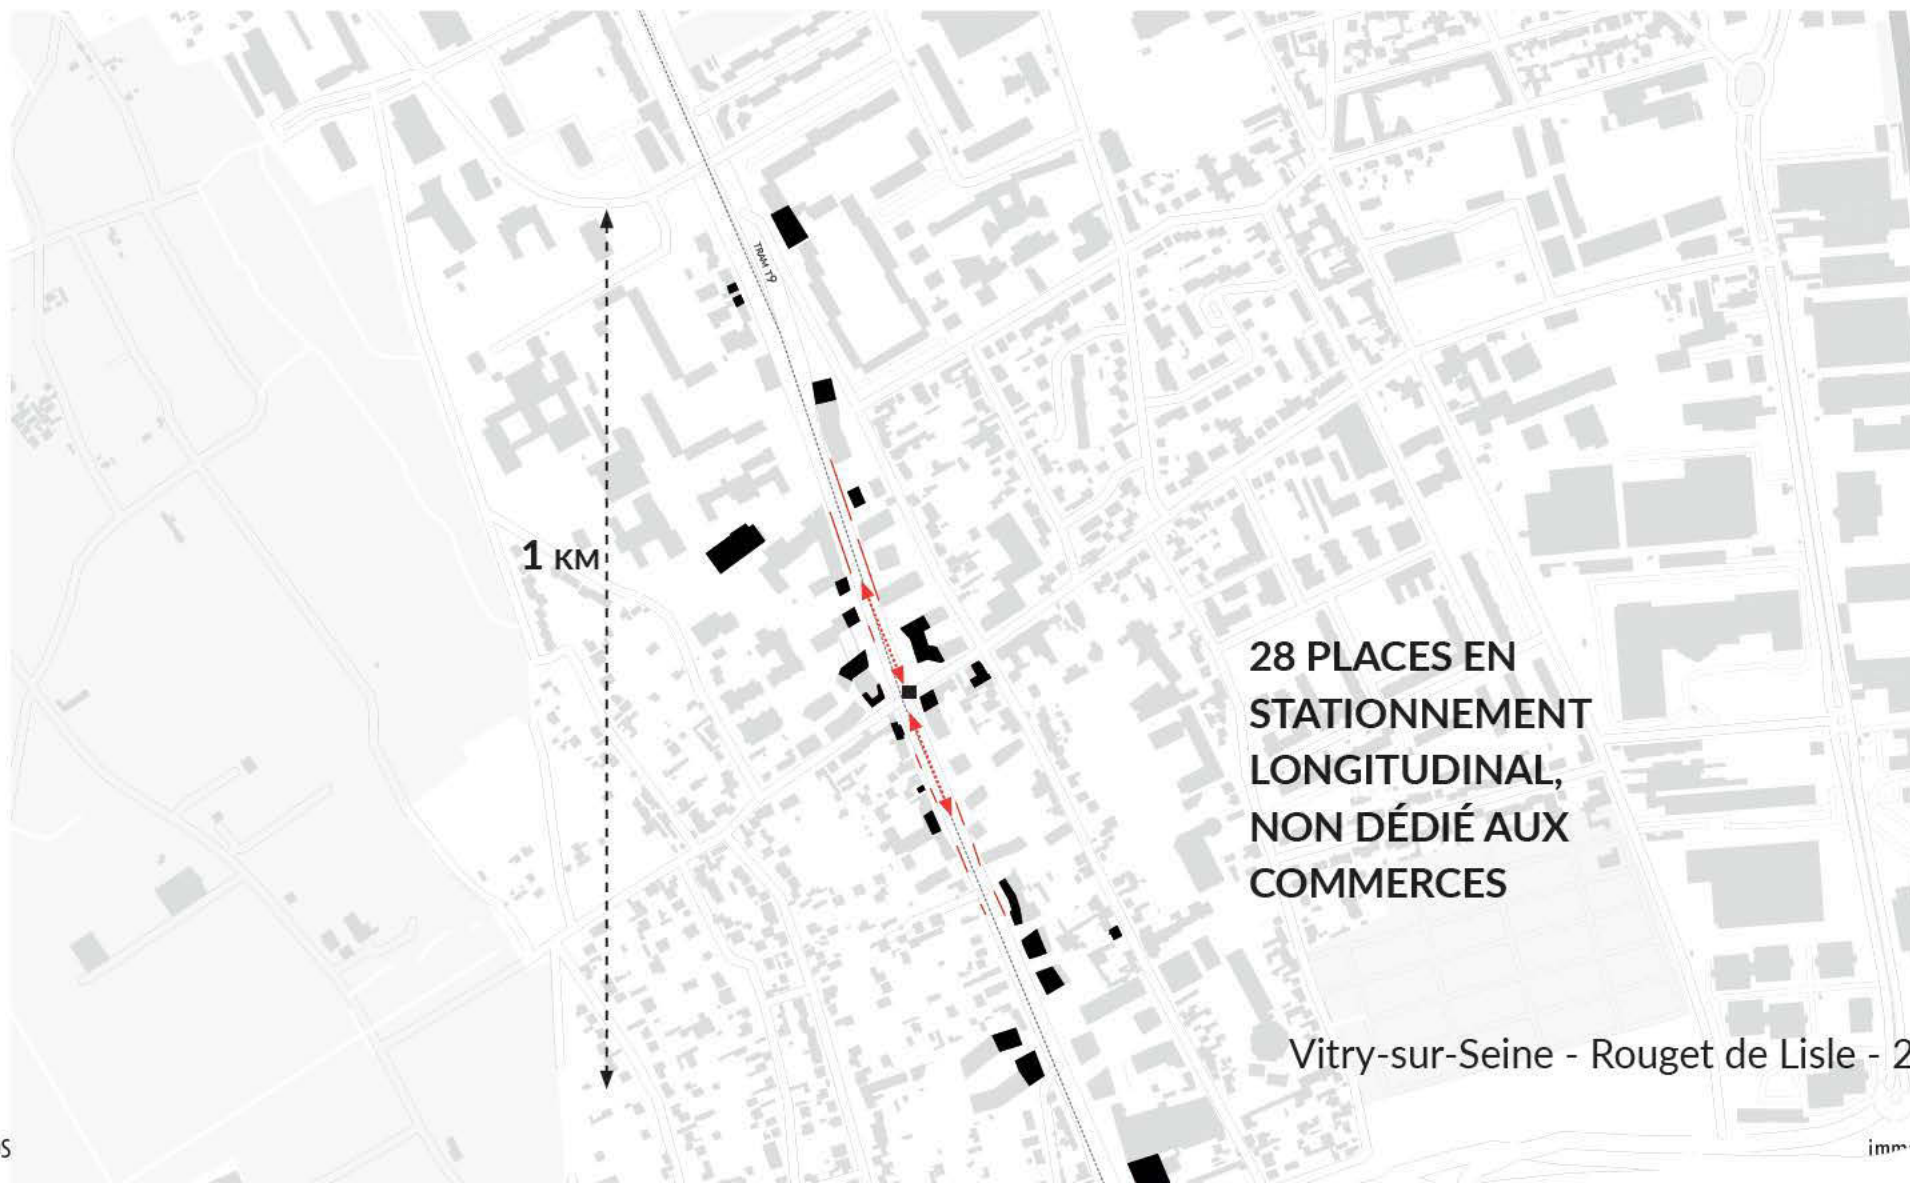 TRAM T9
1 KM
28 PLACES EN
STATIONNEMENT
LONGITUDINAL,
NON DÉDIÉ AUX
COMMERCES
Vitry-sur-Seine - Rouget de Lisle - 2